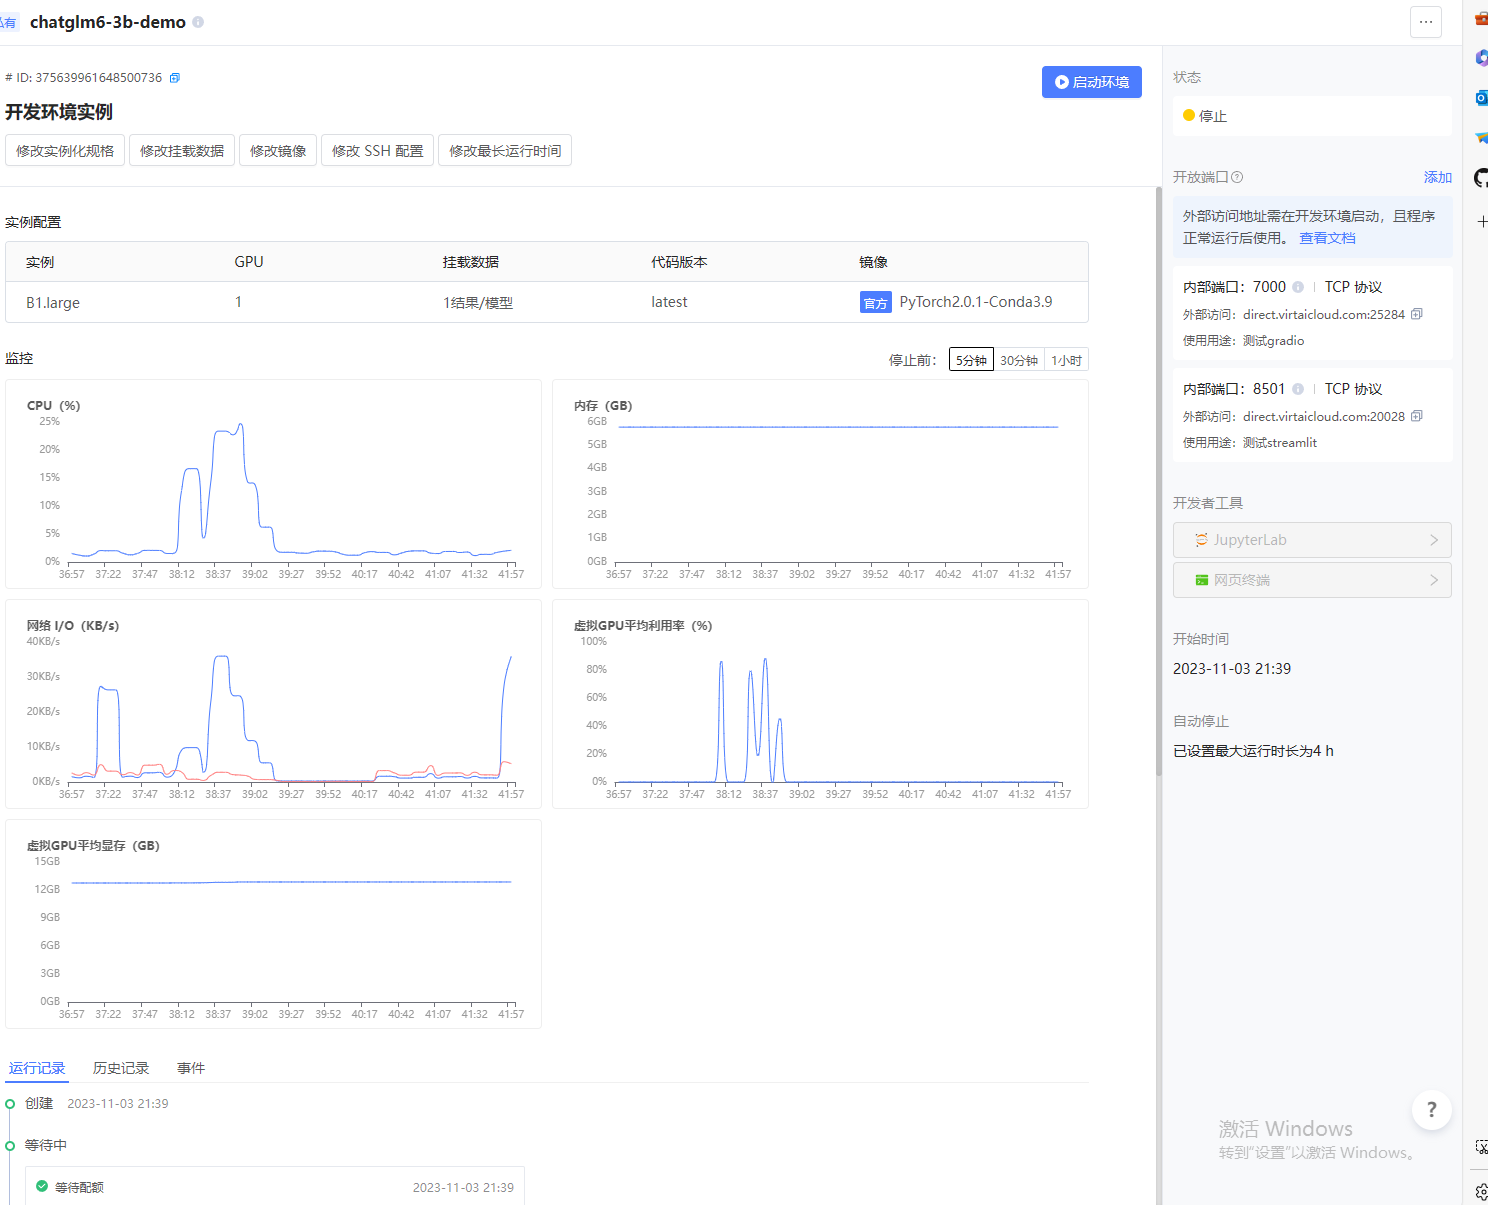 私有 chatglm6-3b-demo
# ID: 375639961648500736
启动环境
开发环境实例
修改实例化规格 修改挂载数据 修改镜像 修改 SSH 配置 修改最长运行时间
实例配置
实例 GPU 挂载数据 代码版本 镜像
B1.large 1 1结果/模型 latest 官方 PyTorch2.0.1-Conda3.9
监控
停止前： 5分钟 30分钟 1小时
CPU（%）
25%
20%
15%
10%
5%
0%
36:57 37:22 37:47 38:12 38:37 39:02 39:27 39:52 40:17 40:42 41:07 41:32 41:57
内存（GB）
6GB
5GB
4GB
3GB
2GB
1GB
0GB
36:57 37:22 37:47 38:12 38:37 39:02 39:27 39:52 40:17 40:42 41:07 41:32 41:57
网络 I/O（KB/s）
40KB/s
30KB/s
20KB/s
10KB/s
0KB/s
36:57 37:22 37:47 38:12 38:37 39:02 39:27 39:52 40:17 40:42 41:07 41:32 41:57
虚拟GPU平均利用率（%）
100%
80%
60%
40%
20%
0%
36:57 37:22 37:47 38:12 38:37 39:02 39:27 39:52 40:17 40:42 41:07 41:32 41:57
虚拟GPU平均显存（GB）
15GB
12GB
9GB
6GB
3GB
0GB
36:57 37:22 37:47 38:12 38:37 39:02 39:27 39:52 40:17 40:42 41:07 41:32 41:57
运行记录 历史记录 事件
创建 2023-11-03 21:39
等待中
等待配额 2023-11-03 21:39
状态
停止
开放端口 添加
外部访问地址需在开发环境启动，且程序
正常运行后使用。 查看文档
内部端口：7000 TCP 协议
外部访问：direct.virtaicloud.com:25284
使用用途：测试gradio
内部端口：8501 TCP 协议
外部访问：direct.virtaicloud.com:20028
使用用途：测试streamlit
开发者工具
JupyterLab
网页终端
开始时间
2023-11-03 21:39
自动停止
已设置最大运行时长为4 h
?
激活 Windows
转到“设置”以激活 Windows。